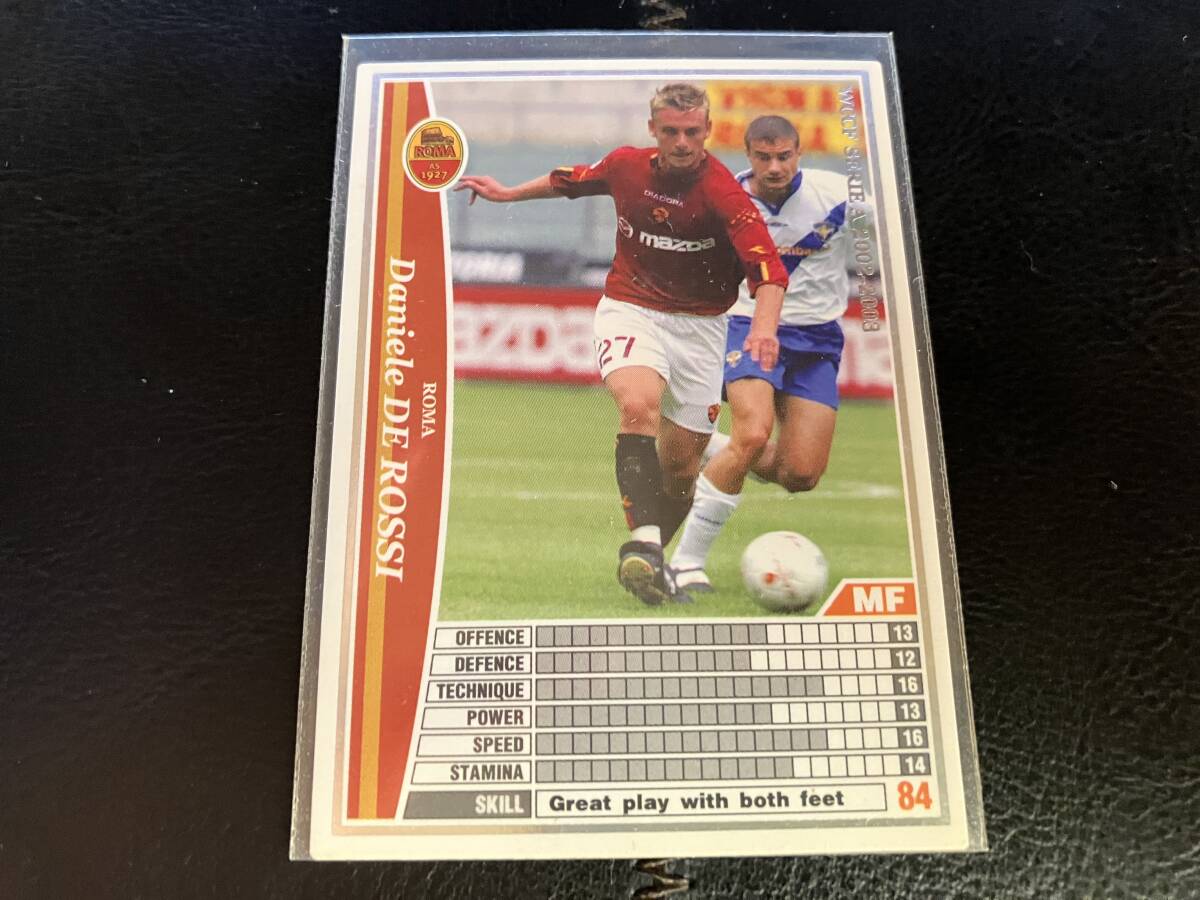 ROMA
AS
1927
WCCF SERIE A 2002-2003
DIADORA
mazda
27
mazda
ROMA
Daniele DE ROSSI
MF
OFFENCE 13
DEFENCE 12
TECHNIQUE 16
POWER 13
SPEED 16
STAMINA 14
SKILL Great play with both feet 84